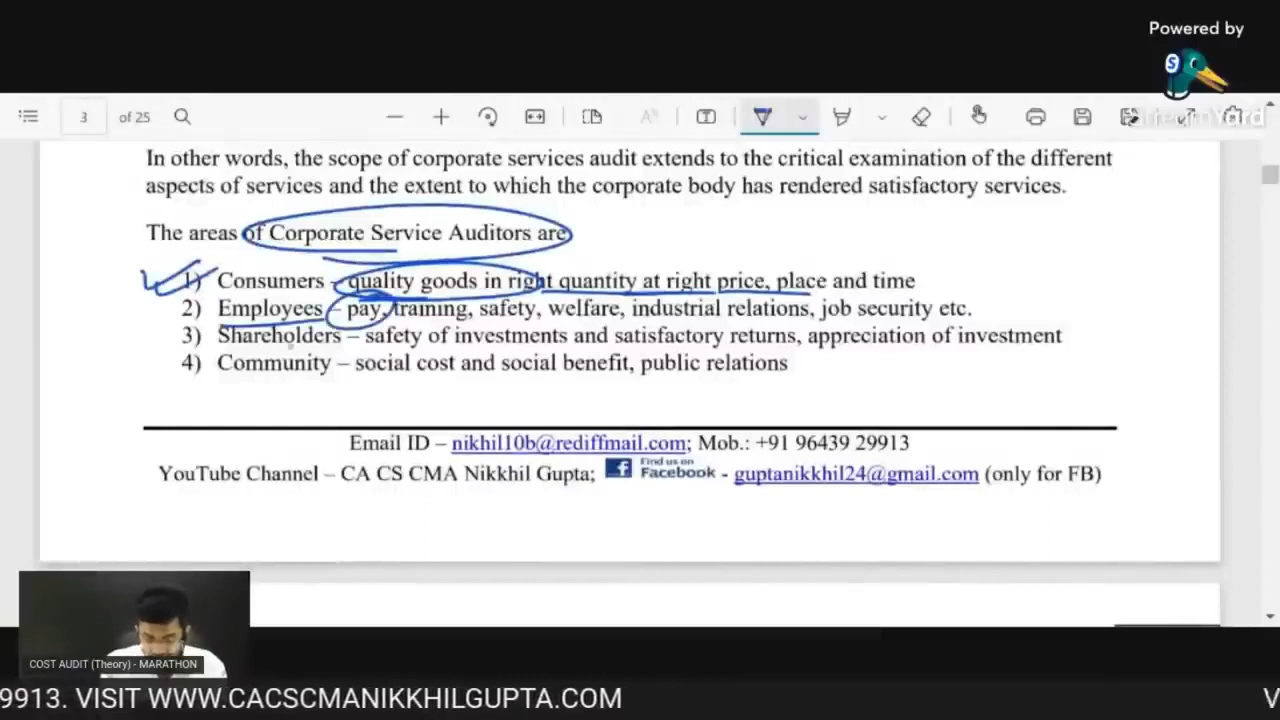 Powered by
S
StreamYard
3 of 25
In other words, the scope of corporate services audit extends to the critical examination of the different
aspects of services and the extent to which the corporate body has rendered satisfactory services.
The areas of Corporate Service Auditors are
1) Consumers – quality goods in right quantity at right price, place and time
2) Employees – pay, training, safety, welfare, industrial relations, job security etc.
3) Shareholders – safety of investments and satisfactory returns, appreciation of investment
4) Community – social cost and social benefit, public relations
Email ID – nikhil10b@rediffmail.com; Mob.: +91 96439 29913
YouTube Channel – CA CS CMA Nikkhil Gupta; f Find us on Facebook - guptanikkhil24@gmail.com (only for FB)
COST AUDIT (Theory) - MARATHON
9913. VISIT WWW.CACSCMANIKKHILGUPTA.COM V